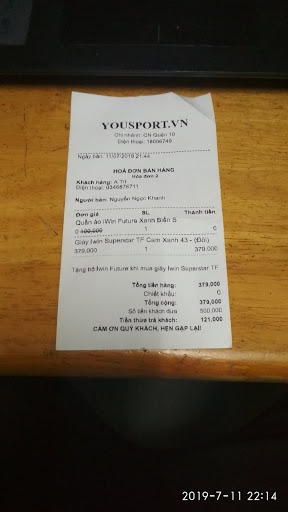 YOUSPORT.VN
Chi nhánh: CN Quận 10
Điện thoại: 18006749
Ngày bán: 11/07/2019 21:44
HOÁ ĐƠN BÁN HÀNG
Hóa đơn 2
Khách hàng: A Trí
Điện thoại: 0346876711
Người bán: Nguyễn Ngọc Khanh
Đơn giá SL Thành tiền
Quần áo iWin Future Xanh Biển S
0 100,000 1 0
Giày Iwin Superstar TF Cam Xanh 43 - (Đôi)
379,000 1 379,000
Tặng bộ Iwin Future khi mua giày Iwin Superstar TF
Tổng tiền hàng: 379,000
Chiết khấu: 0
Tổng cộng: 379,000
Số tiền khách đưa 500,000
Tiền thừa trả khách: 121,000
CẢM ƠN QUÝ KHÁCH, HẸN GẶP LẠI!
2019-7-11 22:14